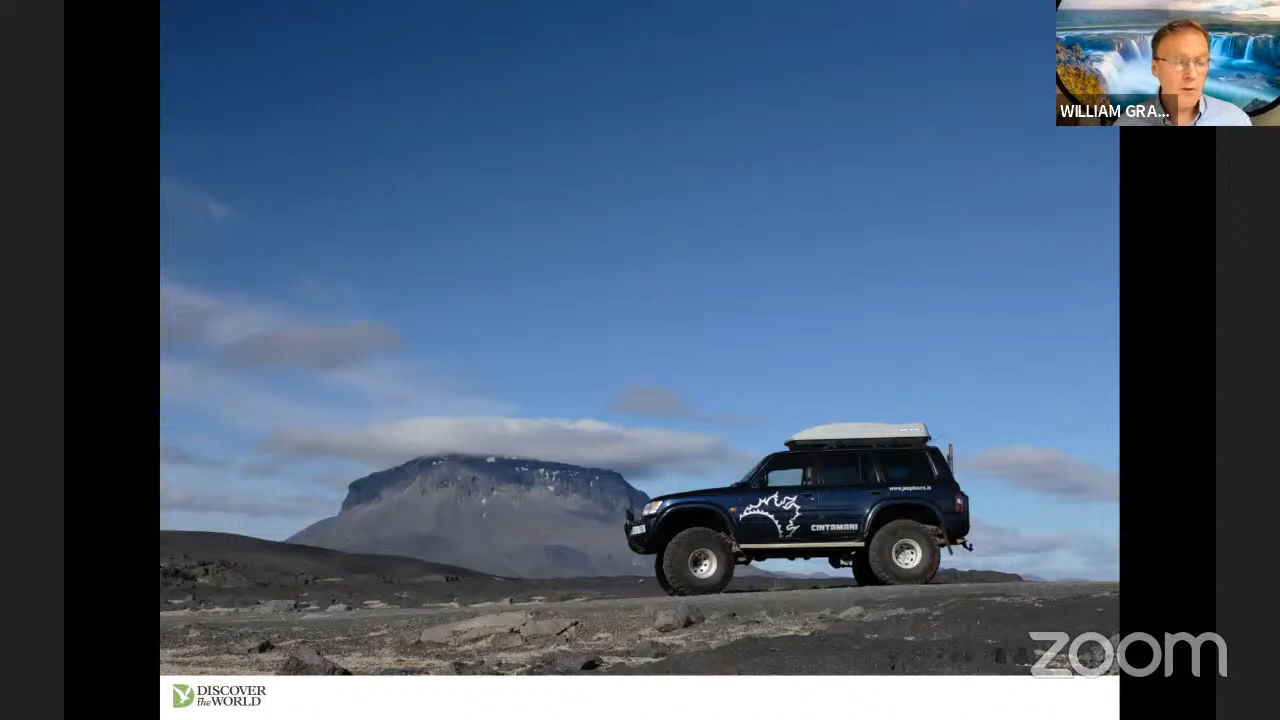 WILLIAM GRA...
www.jeeptours.is
CINTAMANI
zoom
DISCOVER
the WORLD